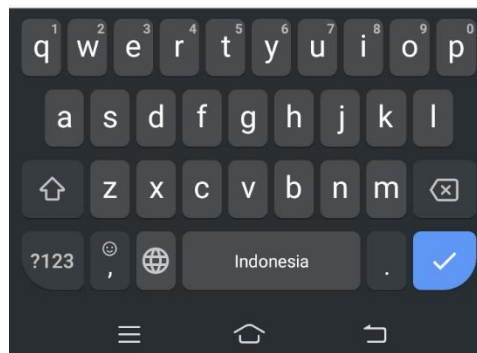 q1 w2 e3 r4 t5 y6 u7 i8 o9 p0
a s d f g h j k l
z x c v b n m
?123 , Indonesia .